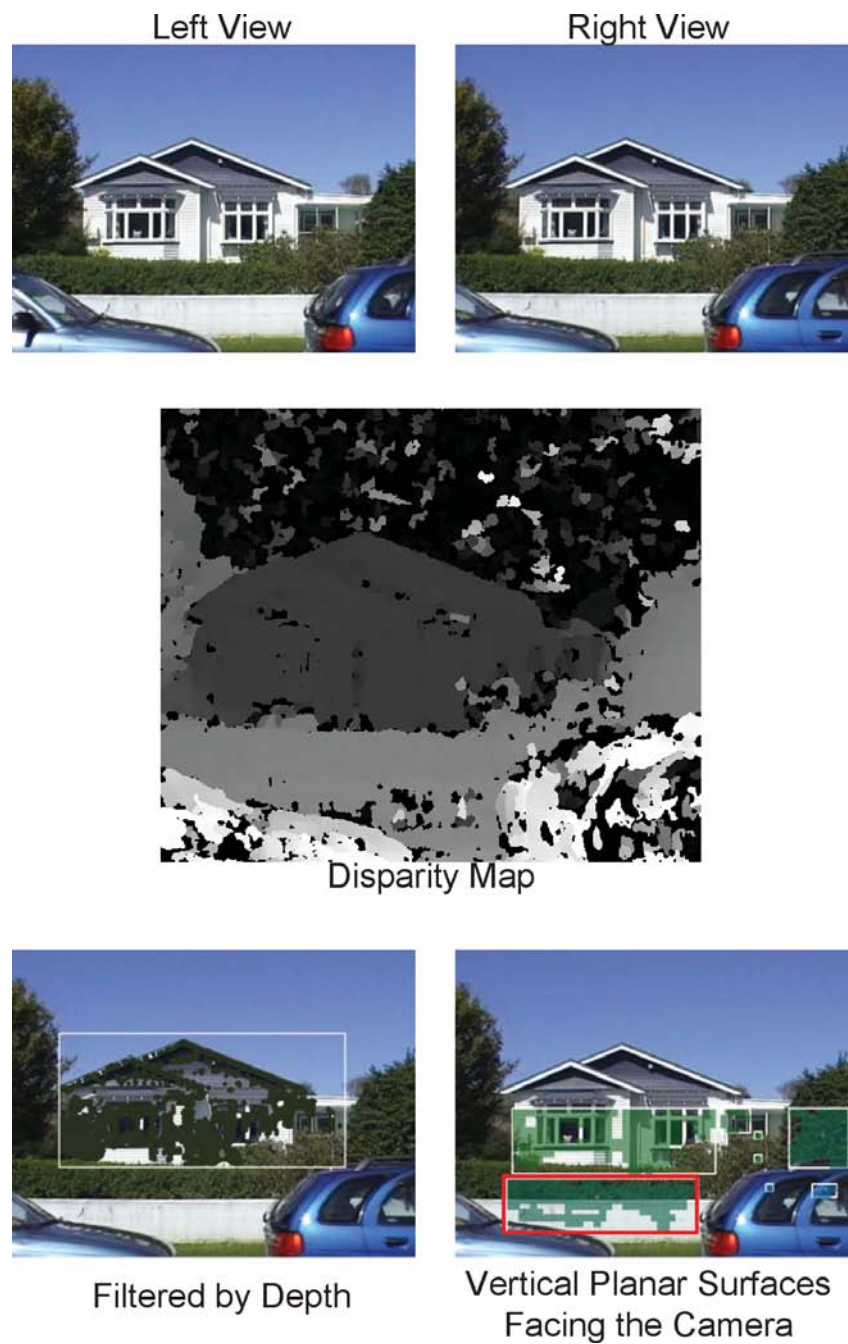 Left View
Right View
Disparity Map
Filtered by Depth
Vertical Planar Surfaces
Facing the Camera